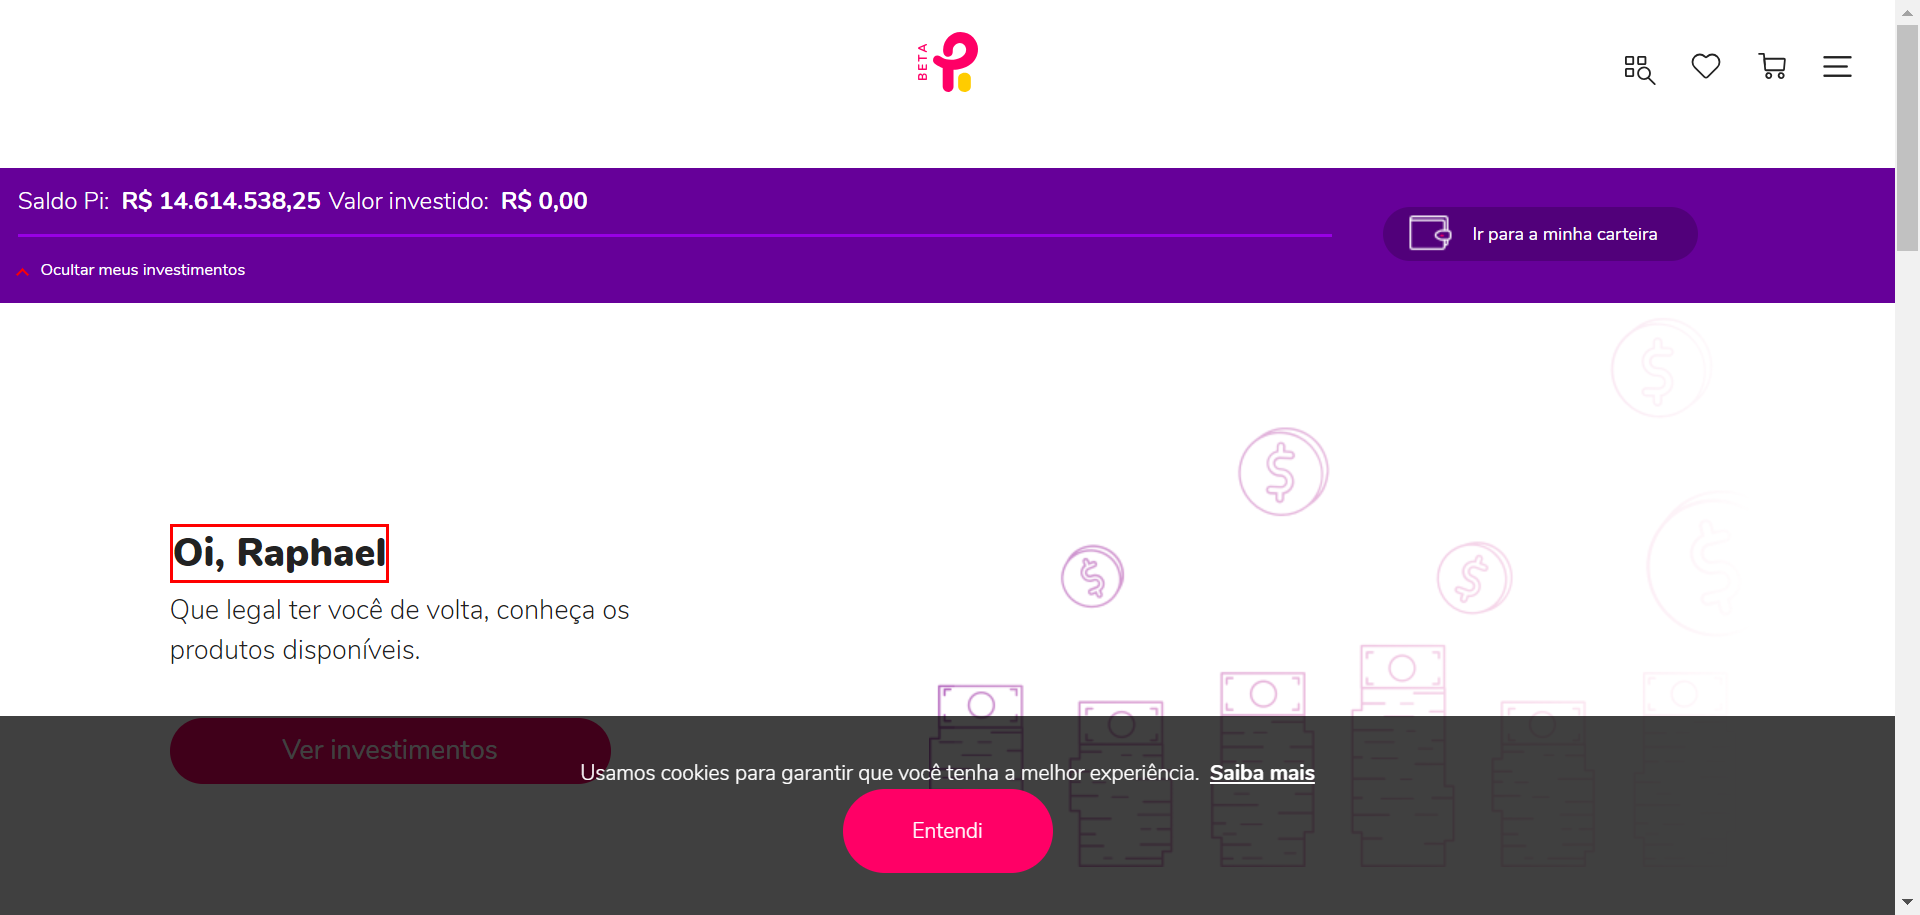 BETA
Saldo Pi: R$ 14.614.538,25 Valor investido: R$ 0,00
Ir para a minha carteira
Ocultar meus investimentos
Oi, Raphael
Que legal ter você de volta, conheça os
produtos disponíveis.
Ver investimentos
Usamos cookies para garantir que você tenha a melhor experiência. Saiba mais
Entendi